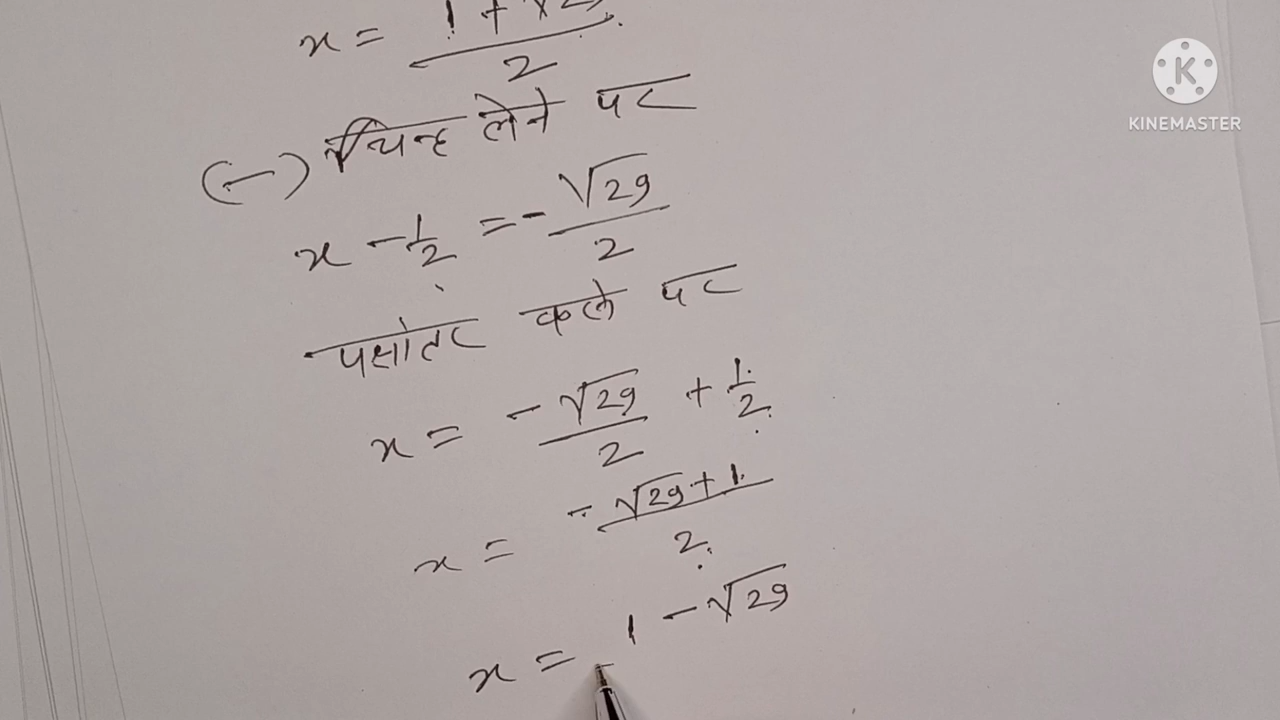 x = 1 + √29 / 2
KINEMASTER
(-) चिन्ह लेने पर
x - 1/2 = - √29 / 2
पक्षांतर करने पर
x = - √29 / 2 + 1/2
x = - √29 + 1 / 2
x = 1 - √29